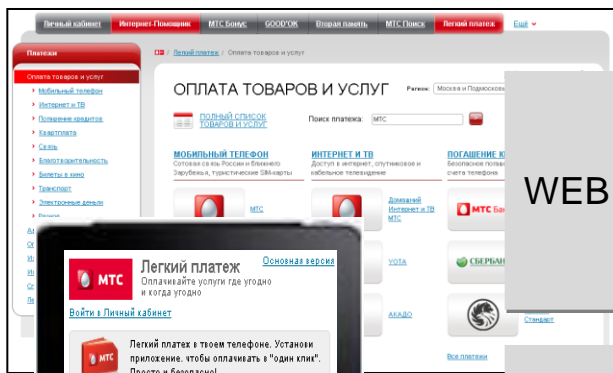 Личный кабинет Интернет-Помощник МТС Бонус GOOD'OK Вторая память МТС Поиск Легкий платеж Ещё
Платежи
/ Легкий платеж / Оплата товаров и услуг
Оплата товаров и услуг
Мобильный телефон
Интернет и ТВ
Погашение кредитов
Квартплата
Связь
Благотворительность
Билеты в кино
Транспорт
Электронные деньги
ОПЛАТА ТОВАРОВ И УСЛУГ
Регион: Москва и Подмосковь
ПОЛНЫЙ СПИСОК
ТОВАРОВ И УСЛУГ
Поиск платежа: МТС
МОБИЛЬНЫЙ ТЕЛЕФОН
Сотовая связь России и ближнего
Зарубежья, туристические SIM-карты
МТС
ИНТЕРНЕТ И ТВ
Доступ в интернет, спутниковое и
кабельное телевидение
Домашний
Интернет и ТВ
МТС
YOTA
АКАДО
ПОГАШЕНИЕ К
Безопасное погаш
счета телефона
МТС Бан
СБЕРБАН
Стандарт
Все платежи
WEB
МТС
Легкий платеж
Оплачивайте услуги где угодно
и когда угодно
Основная версия
Войти в Личный кабинет
МТС
Легкий платеж в твоем телефоне. Установи
приложение, чтобы оплачивать в "один клик".
Просто и безопасно!